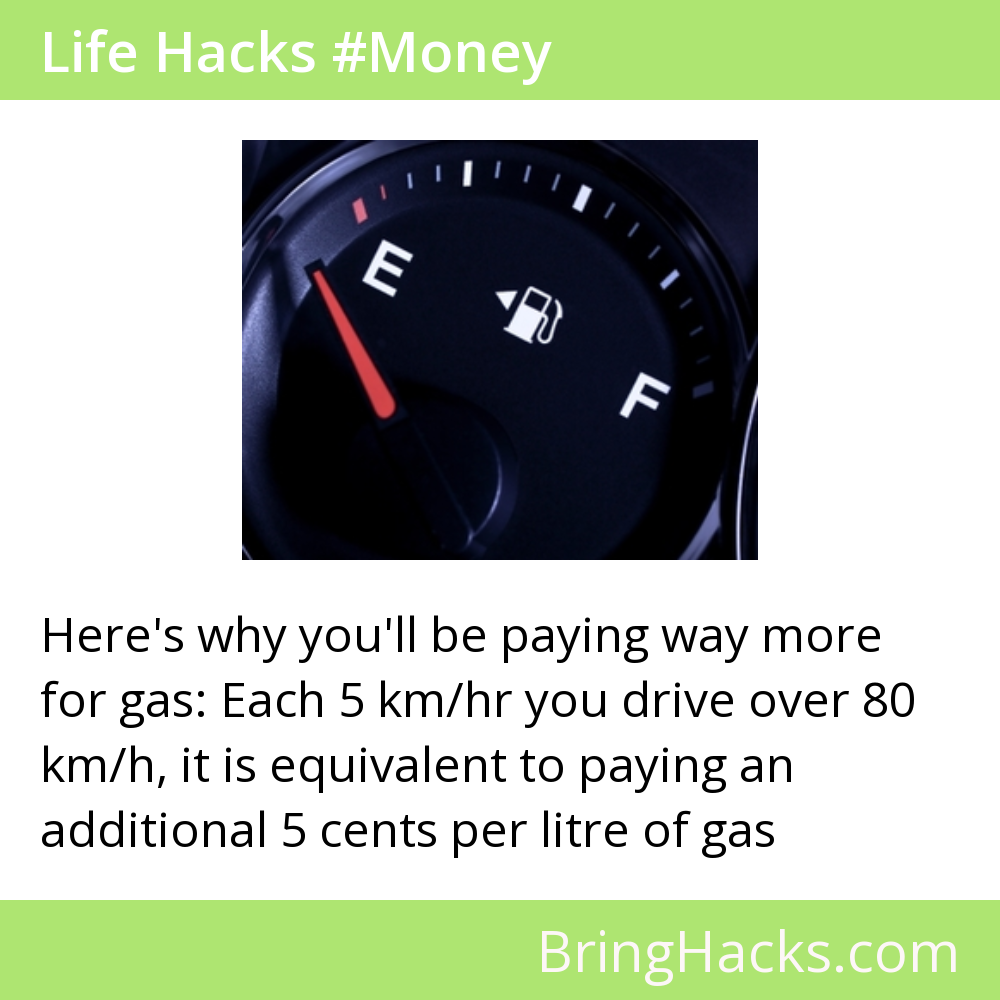 Life Hacks #Money
E
F
Here's why you'll be paying way more
for gas: Each 5 km/hr you drive over 80
km/h, it is equivalent to paying an
additional 5 cents per litre of gas
BringHacks.com